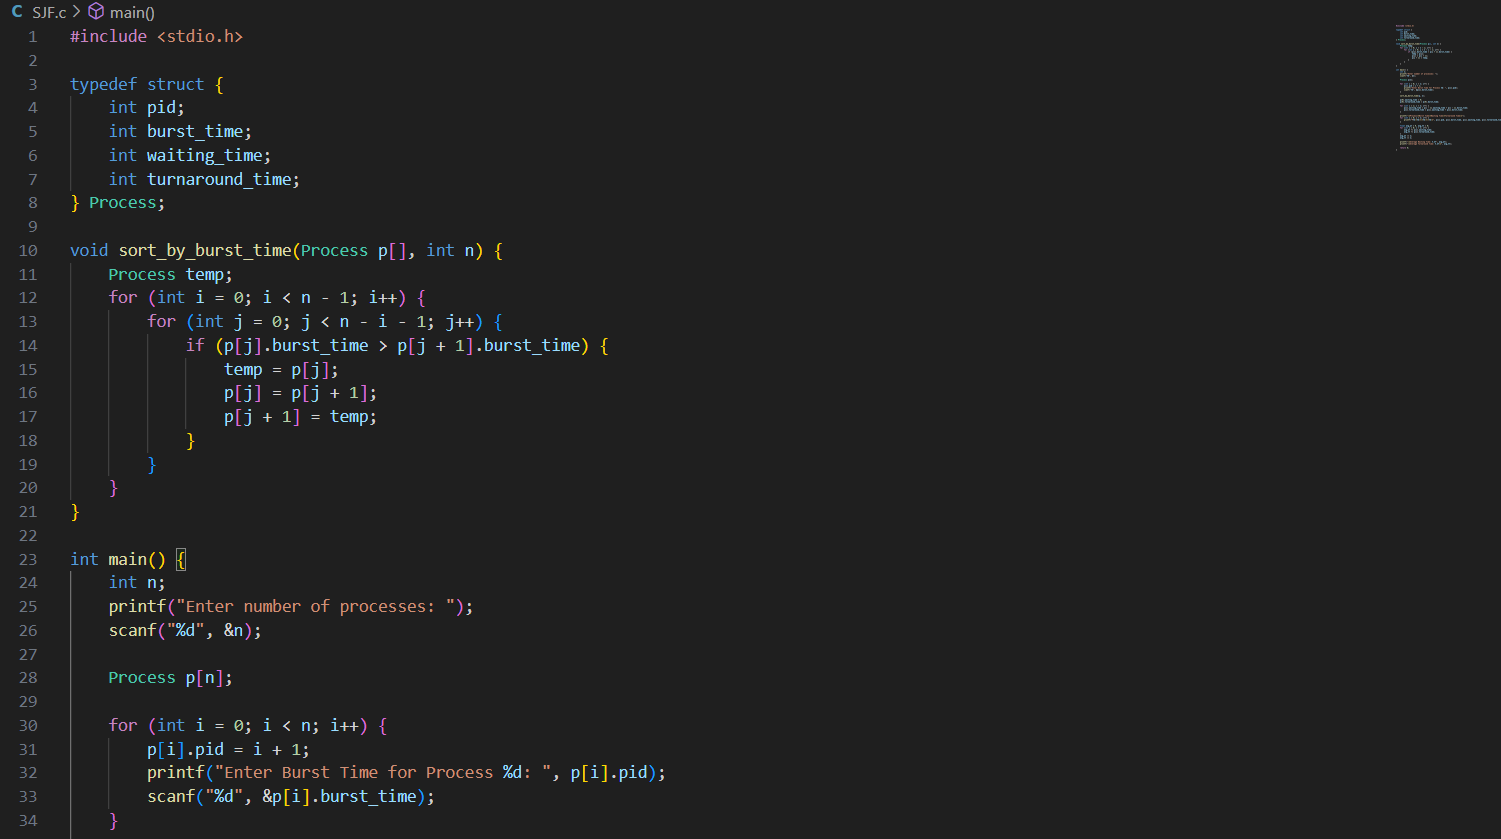 C SJF.c > main()
1 #include <stdio.h>
2
3 typedef struct {
4     int pid;
5     int burst_time;
6     int waiting_time;
7     int turnaround_time;
8 } Process;
9
10 void sort_by_burst_time(Process p[], int n) {
11     Process temp;
12     for (int i = 0; i < n - 1; i++) {
13         for (int j = 0; j < n - i - 1; j++) {
14             if (p[j].burst_time > p[j + 1].burst_time) {
15                 temp = p[j];
16                 p[j] = p[j + 1];
17                 p[j + 1] = temp;
18             }
19         }
20     }
21 }
22
23 int main() {
24     int n;
25     printf("Enter number of processes: ");
26     scanf("%d", &n);
27
28     Process p[n];
29
30     for (int i = 0; i < n; i++) {
31         p[i].pid = i + 1;
32         printf("Enter Burst Time for Process %d: ", p[i].pid);
33         scanf("%d", &p[i].burst_time);
34     }